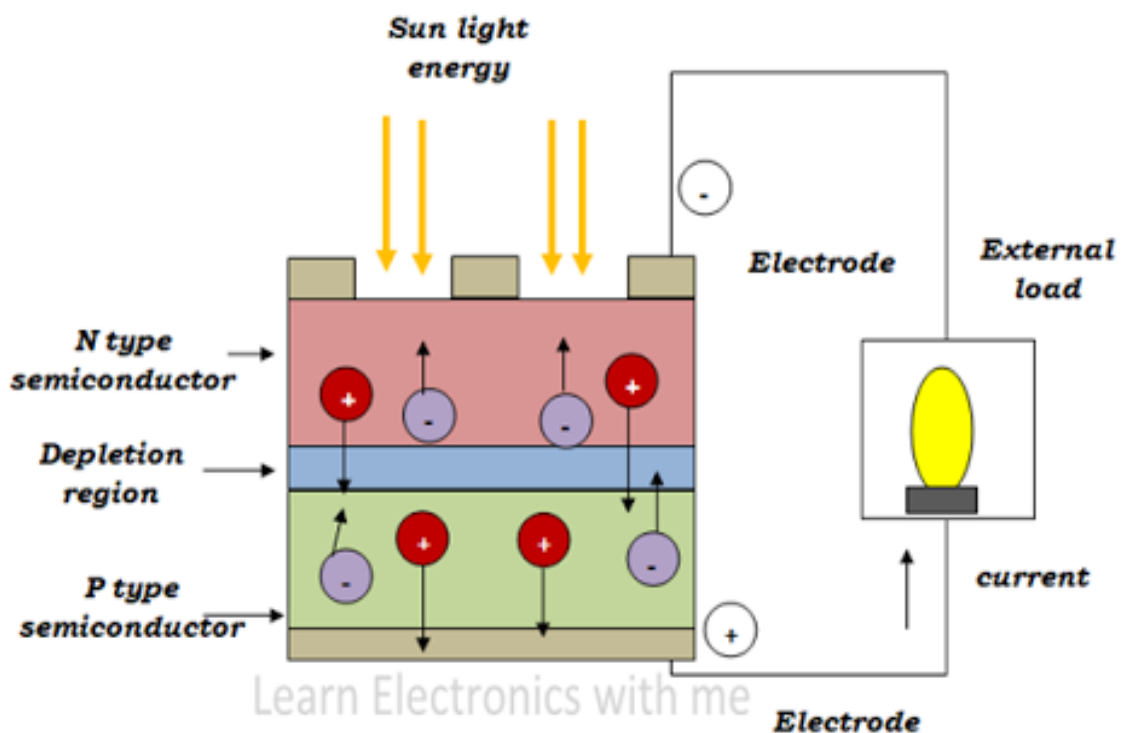 Sun light
energy
-
Electrode
External
load
N type
semiconductor
+
-
-
+
Depletion
region
+
+
-
-
P type
semiconductor
current
+
Learn Electronics with me
Electrode